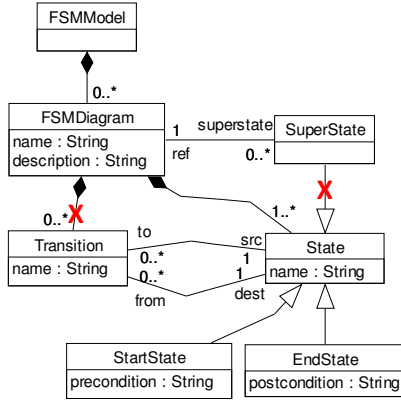 FSMModel
0..*
FSMDiagram
name : String
description : String
1
superstate
ref
0..*
SuperState
X
X
0..*
1..*
Transition
name : String
to
src
0..*
1
0..*
1
from
dest
State
name : String
StartState
precondition : String
EndState
postcondition : String